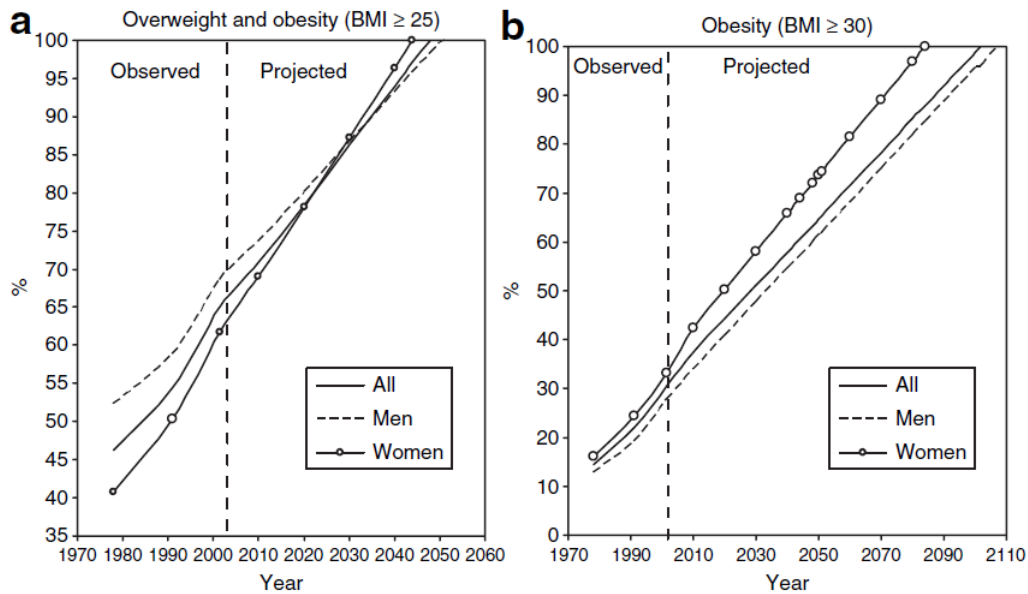 a
Overweight and obesity (BMI ≥ 25)
100
95
90
85
80
75
70
65
60
55
50
45
40
35
%
Observed
Projected
All
Men
Women
1970 1980 1990 2000 2010 2020 2030 2040 2050 2060
Year
b
Obesity (BMI ≥ 30)
100
90
80
70
60
50
40
30
20
10
0
%
Observed
Projected
All
Men
Women
1970 1990 2010 2030 2050 2070 2090 2110
Year